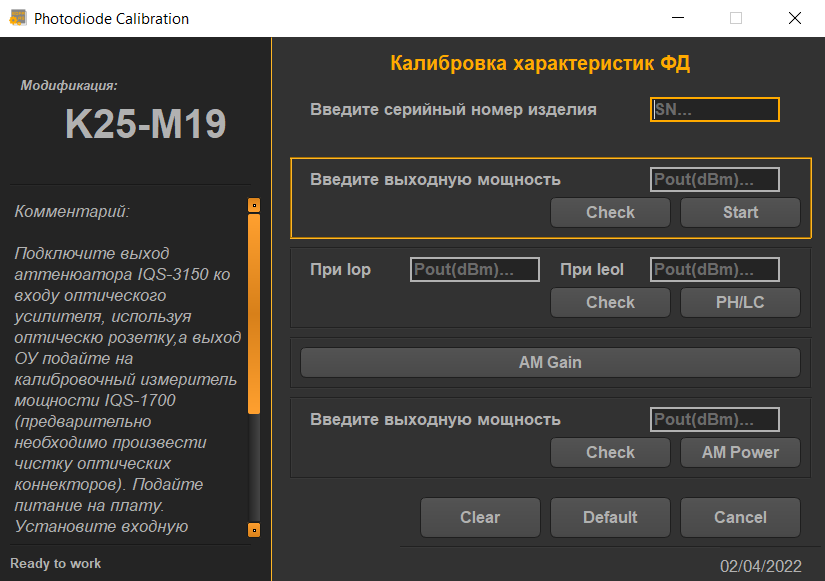 Photodiode Calibration
Модификация:
K25-M19
Комментарий:
Подключите выход
аттенюатора IQS-3150 ко
входу оптического
усилителя, используя
оптическю розетку,а выход
ОУ подайте на
калибровочный измеритель
мощности IQS-1700
(предварительно
необходимо произвести
чистку оптических
коннекторов). Подайте
питание на плату.
Установите входную
Ready to work
Калибровка характеристик ФД
Введите серийный номер изделия SN...
Введите выходную мощность Pout(dBm)...
Check Start
При Iop Pout(dBm)... При Ieol Pout(dBm)...
Check PH/LC
AM Gain
Введите выходную мощность Pout(dBm)...
Check AM Power
Clear Default Cancel
02/04/2022